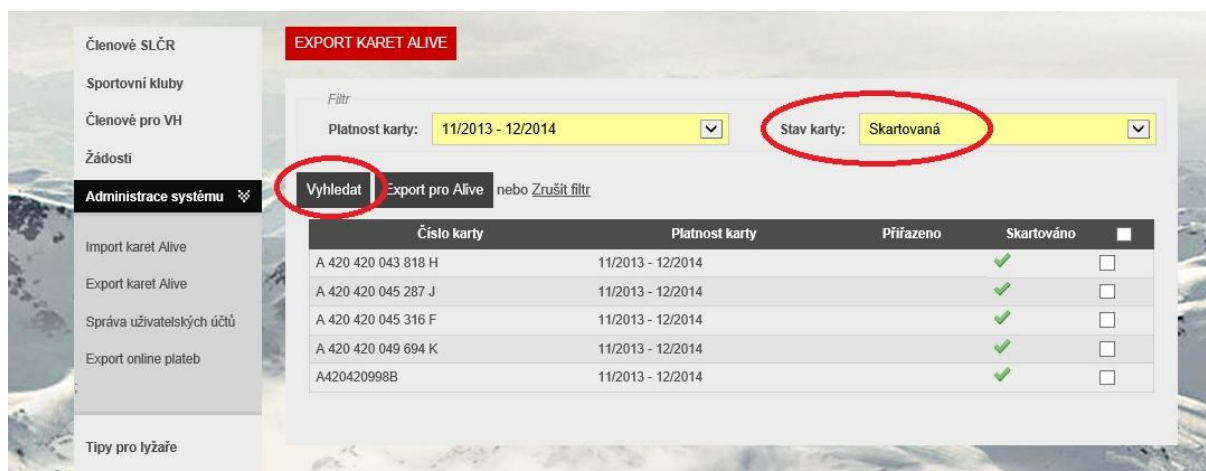 Členové SLČR
Sportovní kluby
Členové pro VH
Žádosti
Administrace systému
Import karet Alive
Export karet Alive
Správa uživatelských účtů
Export online plateb
;
Tipy pro lyžaře
EXPORT KARET ALIVE
Filtr
Platnost karty: 11/2013 - 12/2014 Stav karty: Skartovaná
Vyhledat Export pro Alive nebo Zrušit filtr
Číslo karty Platnost karty Přiřazeno Skartováno
A 420 420 043 818 H 11/2013 - 12/2014
A 420 420 045 287 J 11/2013 - 12/2014
A 420 420 045 316 F 11/2013 - 12/2014
A 420 420 049 694 K 11/2013 - 12/2014
A420420998B 11/2013 - 12/2014